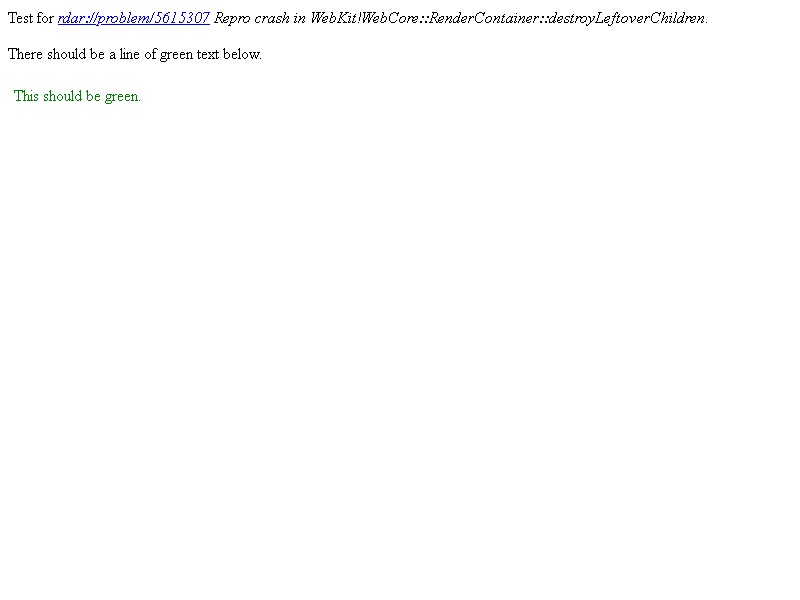 Test for rdar://problem/5615307 Repro crash in WebKit!WebCore::RenderContainer::destroyLeftoverChildren.
There should be a line of green text below.
This should be green.